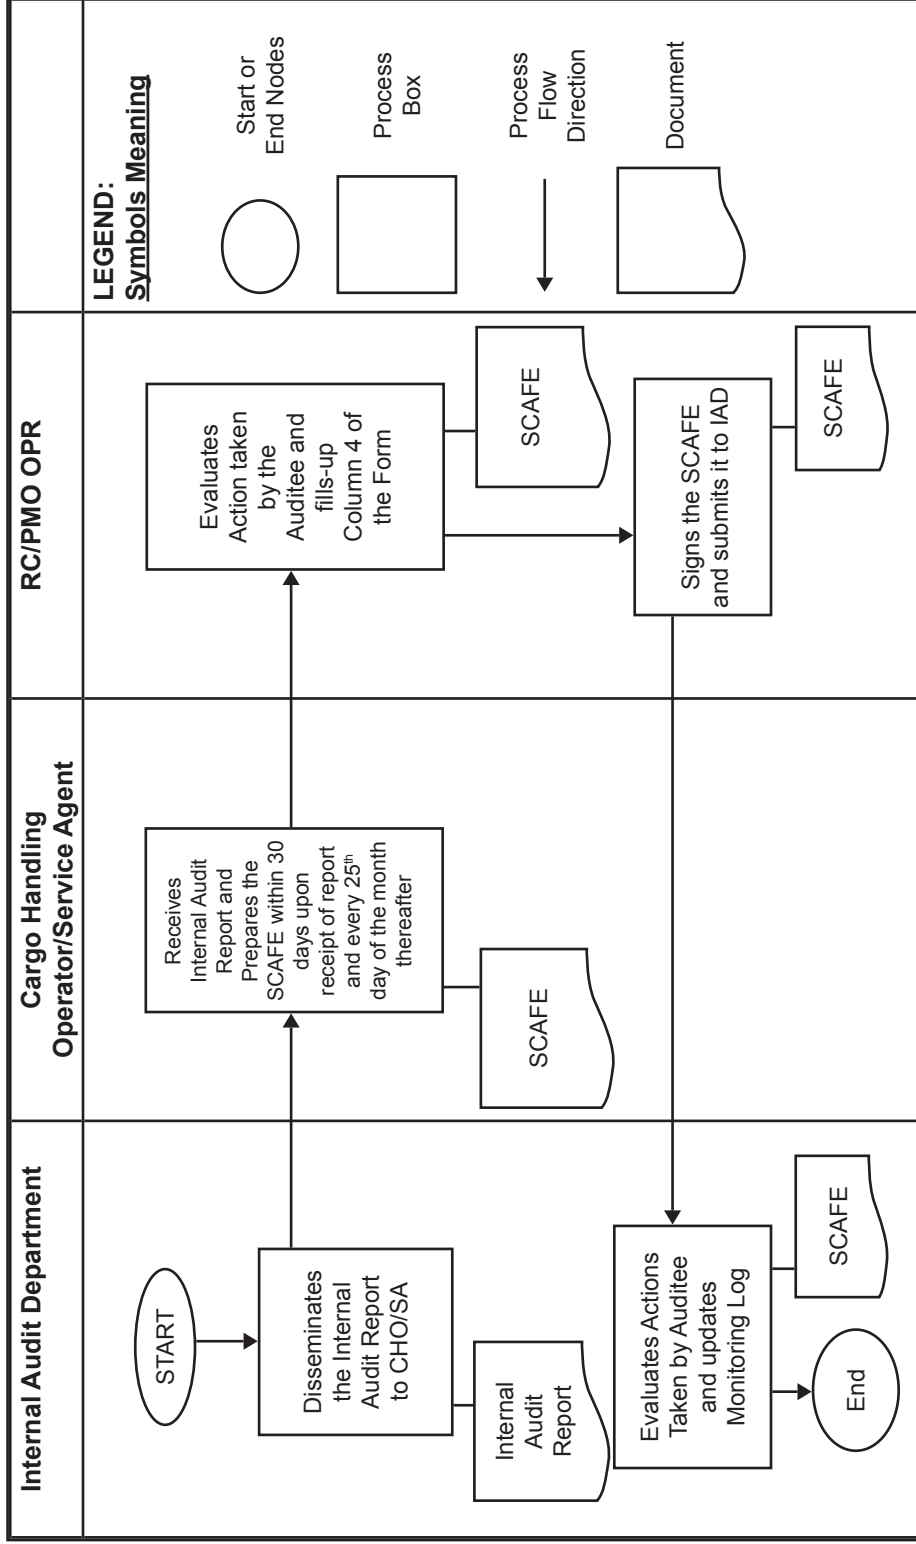 Internal Audit Department
Cargo Handling
Operator/Service Agent
RC/PMO OPR
START
Disseminates
the Internal
Audit Report
to CHO/SA
Internal
Audit
Report
Receives
Internal Audit
Report and
Prepares the
SCAFE within 30
days upon
receipt of report
and every 25th
day of the month
thereafter
SCAFE
Evaluates
Action taken
by the
Auditee and
fills-up
Column 4 of
the Form
SCAFE
Signs the SCAFE
and submits it to IAD
SCAFE
Evaluates Actions
Taken by Auditee
and updates
Monitoring Log
SCAFE
End
LEGEND:
Symbols Meaning
Start or
End Nodes
Process
Box
Process
Flow
Direction
Document